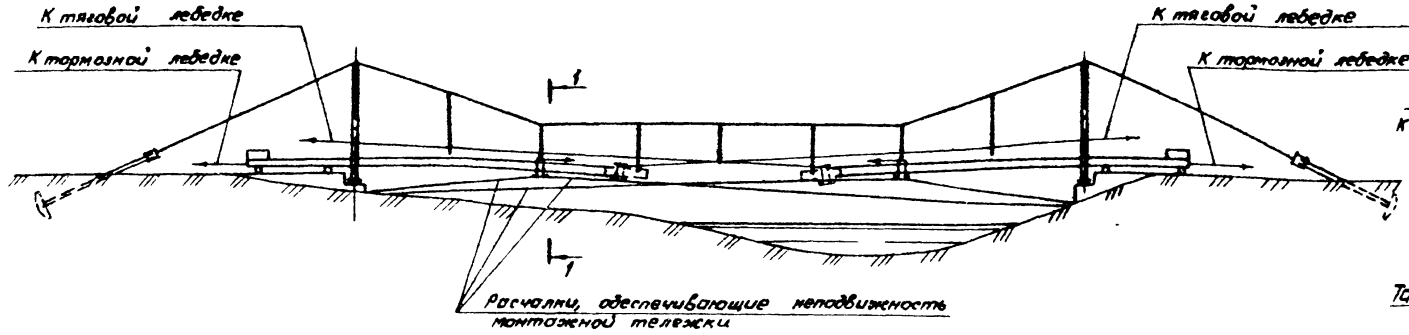 К тяговой лебедке
К тяговой лебедке
К тормозной лебедке
К тормозной лебедке
1
К
1
Расчалки, обеспечивающие неподвижность
монтажной тележки